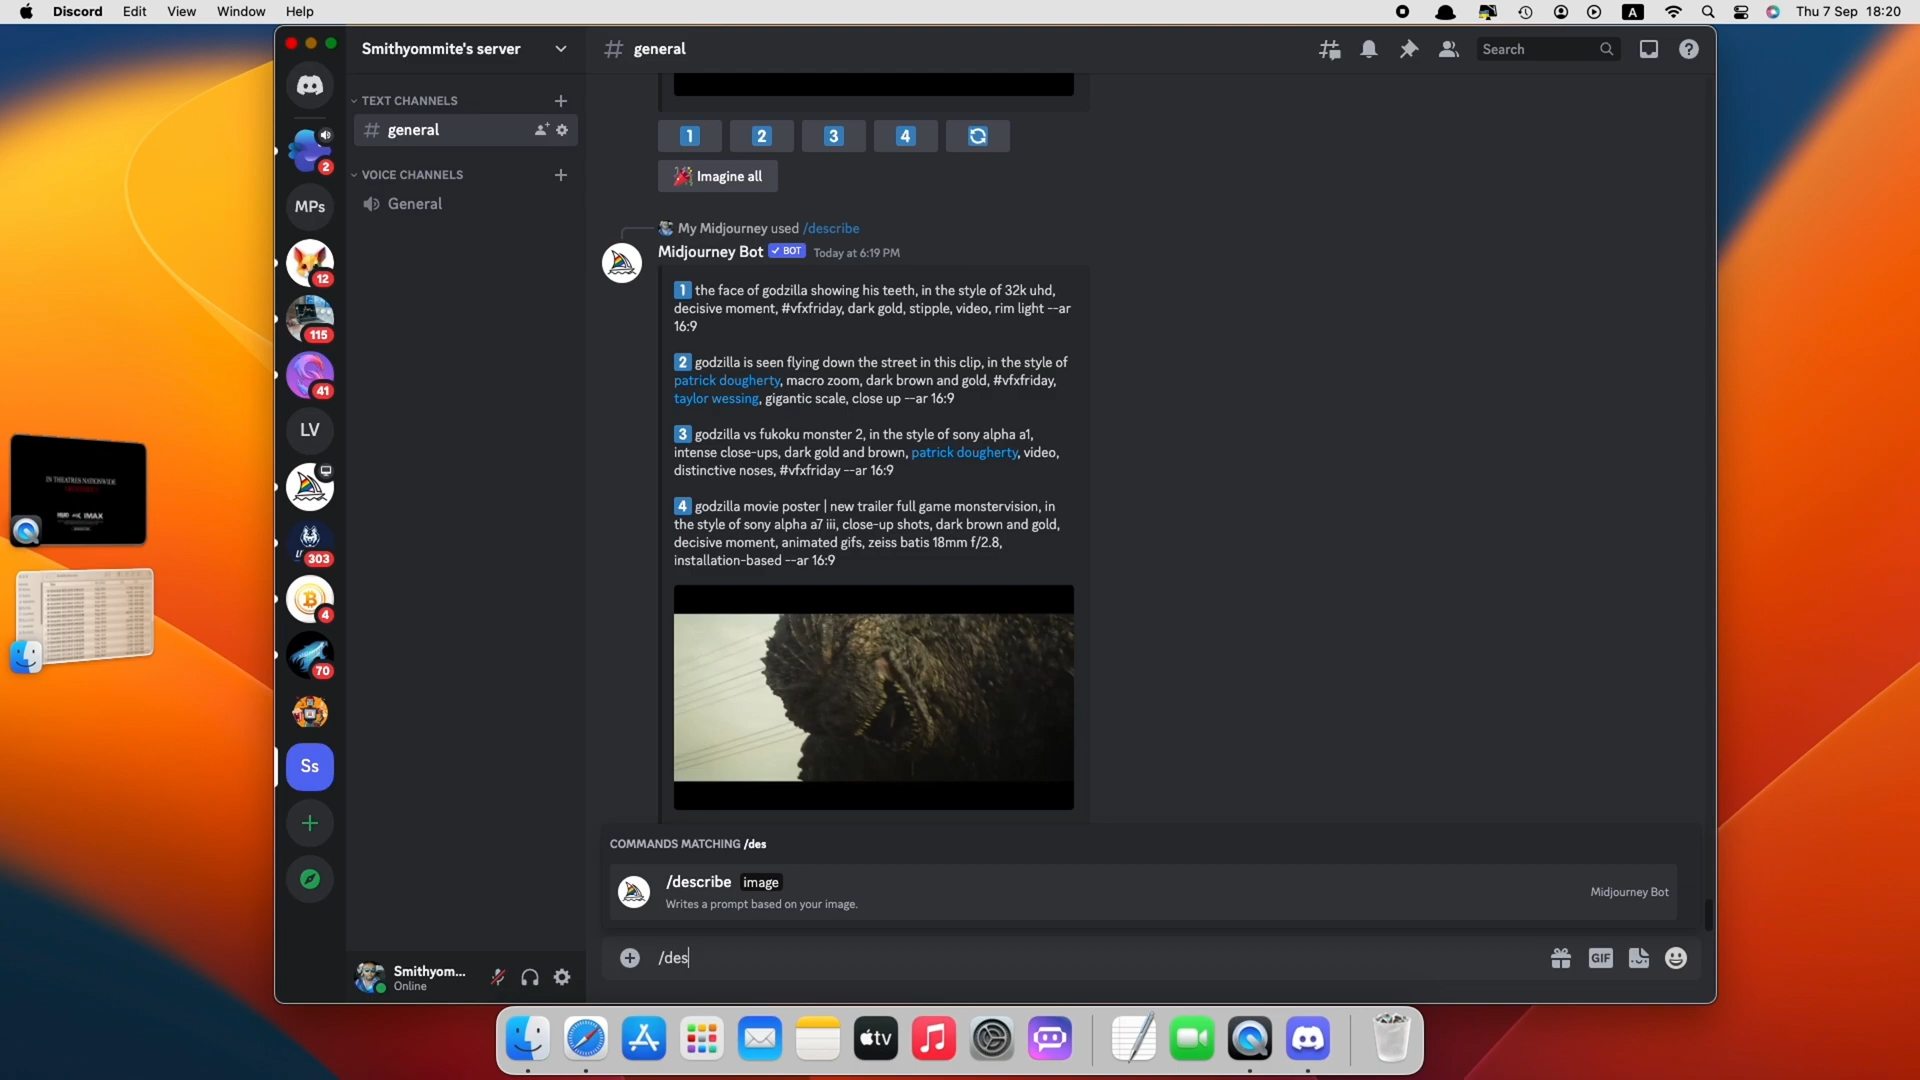 Discord Edit View Window Help
A Thu 7 Sep 18:20
Smithyommite's server
general
Search
TEXT CHANNELS
general
VOICE CHANNELS
General
2
MPs
12
115
41
LV
303
4
70
Ss
1 2 3 4
Imagine all
My Midjourney used /describe
Midjourney Bot BOT Today at 6:19 PM
1 the face of godzilla showing his teeth, in the style of 32k uhd,
decisive moment, #vfxfriday, dark gold, stipple, video, rim light --ar
16:9
2 godzilla is seen flying down the street in this clip, in the style of
patrick dougherty, macro zoom, dark brown and gold, #vfxfriday,
taylor wessing, gigantic scale, close up --ar 16:9
3 godzilla vs fukoku monster 2, in the style of sony alpha a1,
intense close-ups, dark gold and brown, patrick dougherty, video,
distinctive noses, #vfxfriday --ar 16:9
4 godzilla movie poster | new trailer full game monstervision, in
the style of sony alpha a7 iii, close-up shots, dark brown and gold,
decisive moment, animated gifs, zeiss batis 18mm f/2.8,
installation-based --ar 16:9
COMMANDS MATCHING /des
/describe image
Writes a prompt based on your image.
Midjourney Bot
/des
GIF
Smithyom...
Online
IN THEATRES NATIONWIDE
IMAX
tv